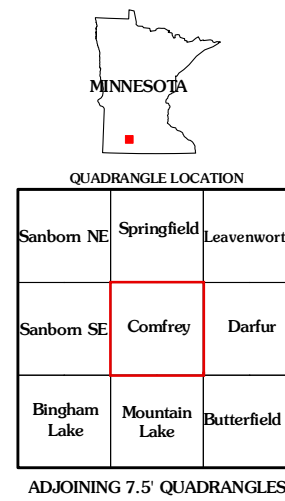 MINNESOTA
QUADRANGLE LOCATION
Sanborn NE
Springfield
Leavenwort
Sanborn SE
Comfrey
Darfur
Bingham
Lake
Mountain
Lake
Butterfield
ADJOINING 7.5' QUADRANGLES